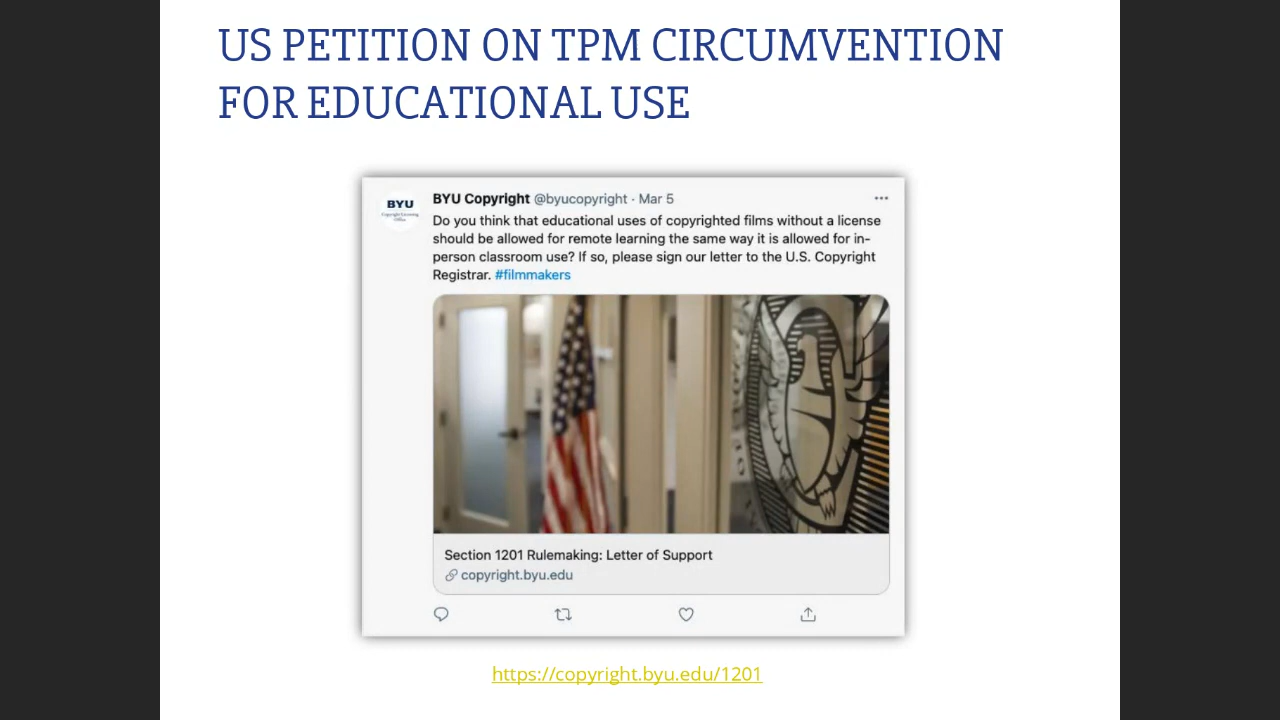 US PETITION ON TPM CIRCUMVENTION
FOR EDUCATIONAL USE
BYU Copyright @byucopyright · Mar 5
BYU
Copyright Licensing
Office
Do you think that educational uses of copyrighted films without a license
should be allowed for remote learning the same way it is allowed for in-
person classroom use? If so, please sign our letter to the U.S. Copyright
Registrar. #filmmakers
Section 1201 Rulemaking: Letter of Support
copyright.byu.edu
https://copyright.byu.edu/1201